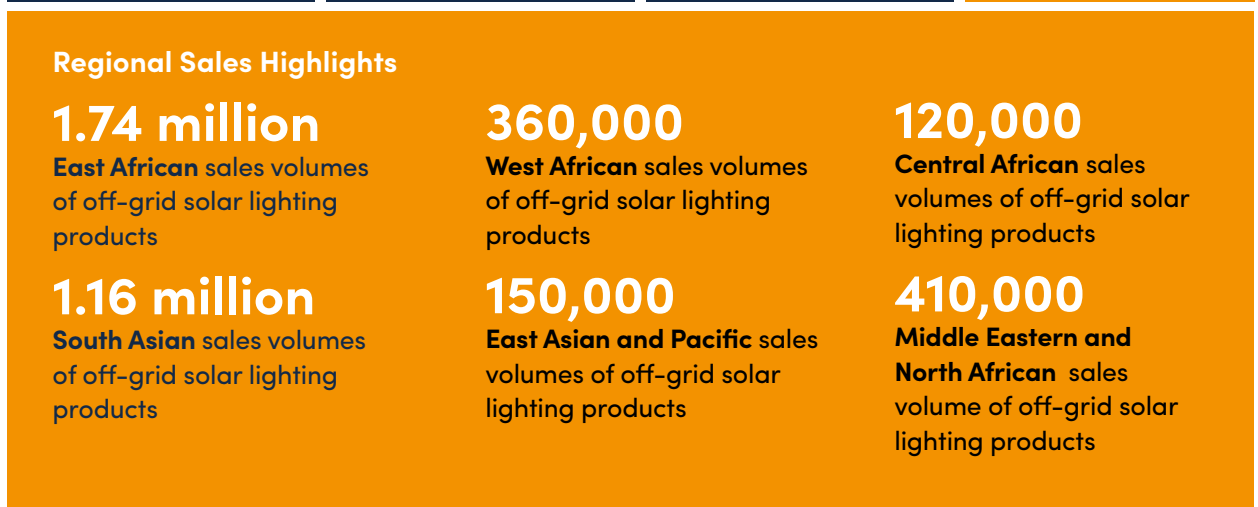 Regional Sales Highlights
1.74 million
East African sales volumes
of off-grid solar lighting
products
360,000
West African sales volumes
of off-grid solar lighting
products
120,000
Central African sales
volumes of off-grid solar
lighting products
1.16 million
South Asian sales volumes
of off-grid solar lighting
products
150,000
East Asian and Pacific sales
volumes of off-grid solar
lighting products
410,000
Middle Eastern and
North African sales
volume of off-grid solar
lighting products